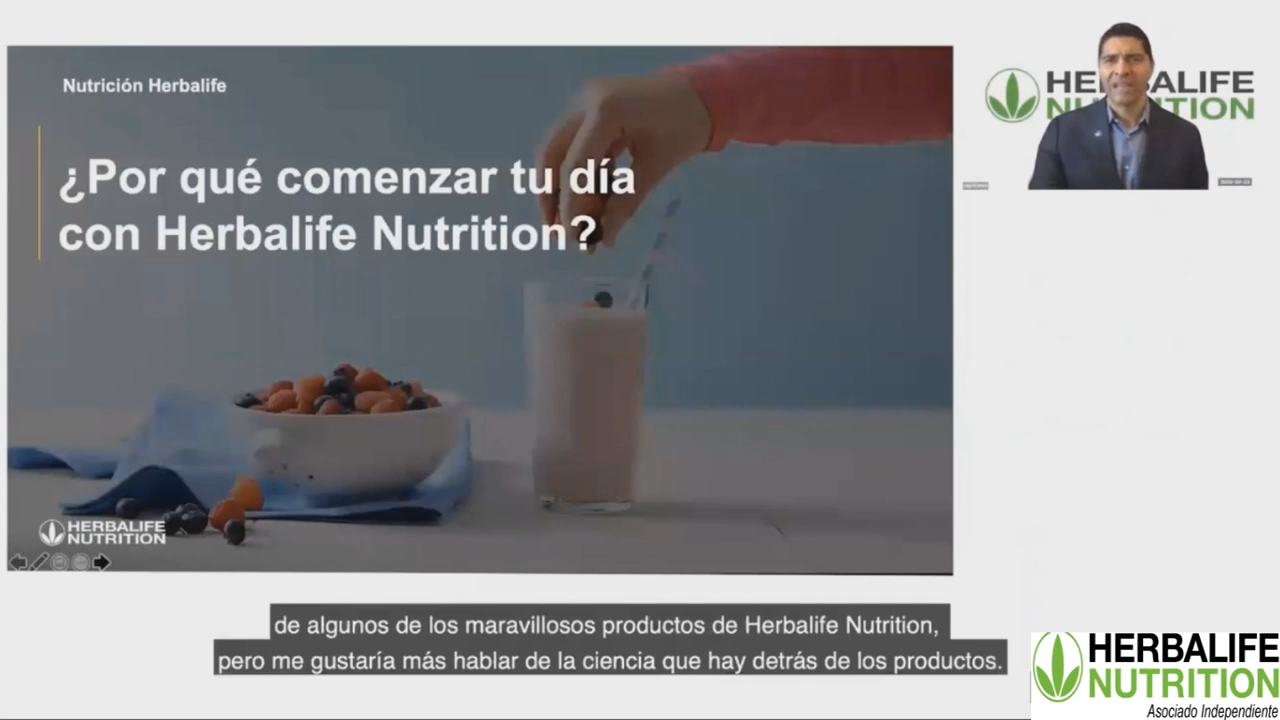 Nutrición Herbalife
¿Por qué comenzar tu día
con Herbalife Nutrition?
HERBALIFE
NUTRITION
HERBALIFE
NUTRITION
de algunos de los maravillosos productos de Herbalife Nutrition,
pero me gustaría más hablar de la ciencia que hay detrás de los productos.
HERBALIFE
NUTRITION
Asociado Independiente